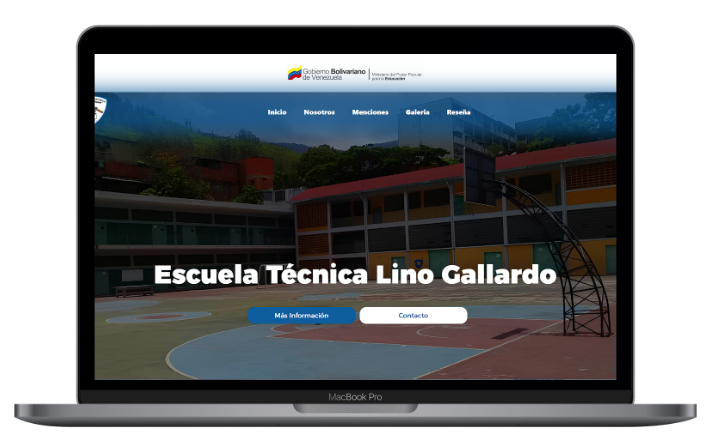 Gobierno Bolivariano
de Venezuela
Ministerio del Poder Popular
para la Educación
Inicio Nosotros Menciones Galeria Reseña
Escuela Técnica Lino Gallardo
Más Información Contacto
MacBook Pro